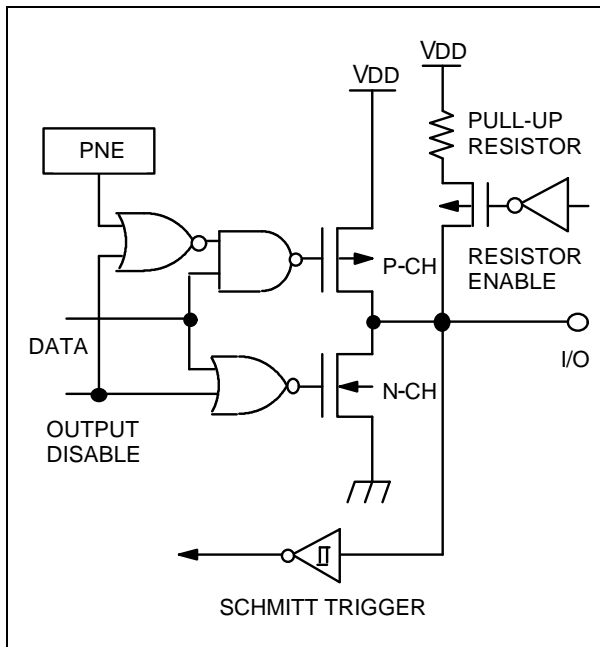 VDD
VDD
PULL-UP
RESISTOR
PNE
P-CH
RESISTOR
ENABLE
DATA
I/O
N-CH
OUTPUT
DISABLE
SCHMITT TRIGGER